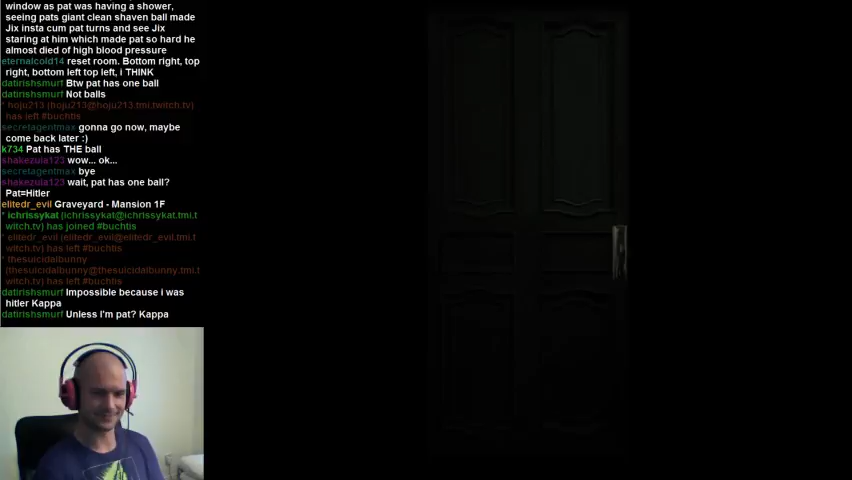 window as pat was having a shower,
seeing pats giant clean shaven ball made
Jix insta cum pat turns and see Jix
staring at him which made pat so hard he
almost died of high blood pressure
eternalcold14 reset room. Bottom right, top
right, bottom left top left, i THINK
datirishsmurf Btw pat has one ball
datirishsmurf Not balls
* hoju213 (hoju213@hoju213.tmi.twitch.tv)
has left #buchtis
secretagentmax gonna go now, maybe
come back later :)
k734 Pat has THE ball
shakezula123 wow... ok...
secretagentmax bye
shakezula123 wait, pat has one ball?
Pat=Hitler
elitedr_evil Graveyard - Mansion 1F
* ichrissykat (ichrissykat@ichrissykat.tmi.t
witch.tv) has joined #buchtis
* elitedr_evil (elitedr_evil@elitedr_evil.tmi.t
witch.tv) has left #buchtis
* thesuicidalbunny
(thesuicidalbunny@thesuicidalbunny.tmi.t
witch.tv) has left #buchtis
datirishsmurf Impossible because i was
hitler Kappa
datirishsmurf Unless I'm pat? Kappa